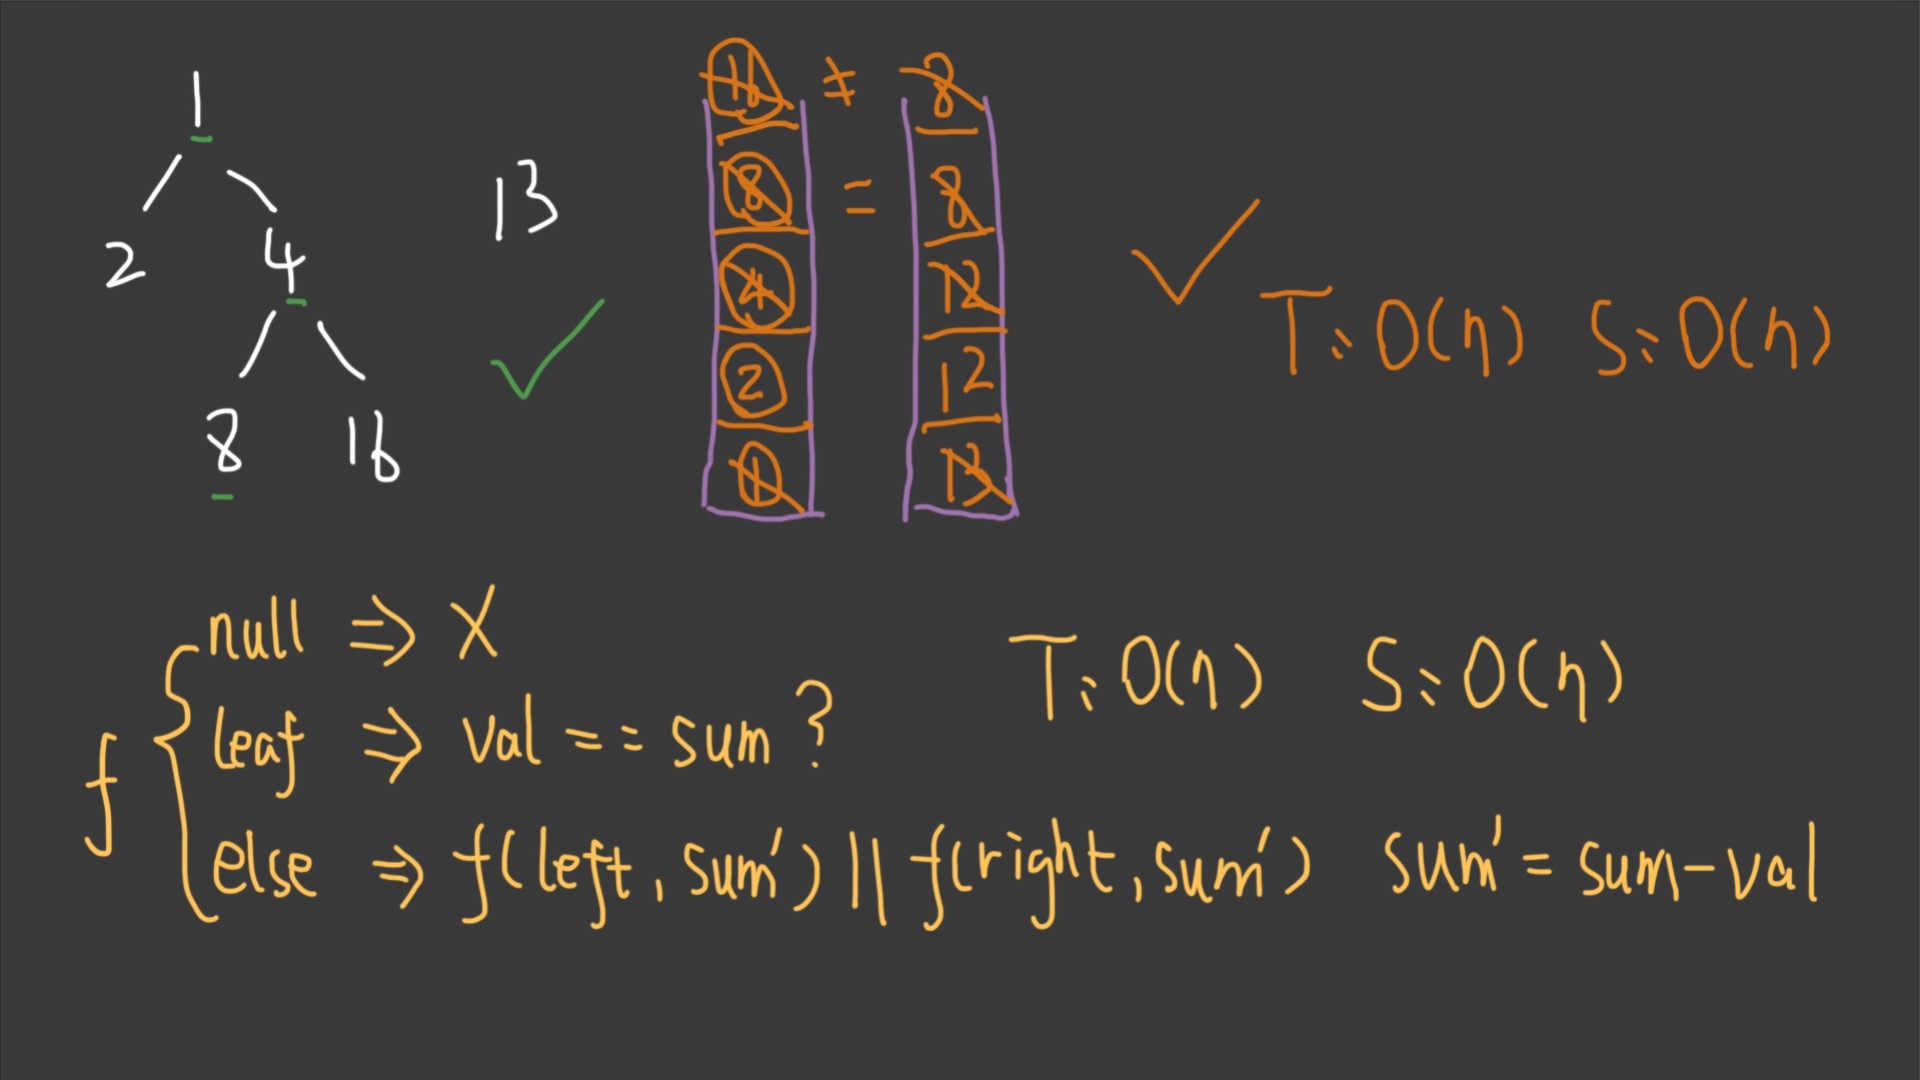 1
2 4
8 16
13
16 ≠ 8
8 = 8
4 12
2 12
1 13
T: O(n) S: O(n)
null ⇒ X
leaf ⇒ val == sum ?
else ⇒ f(left, sum') || f(right, sum') sum' = sum - val
f
T: O(n) S: O(n)